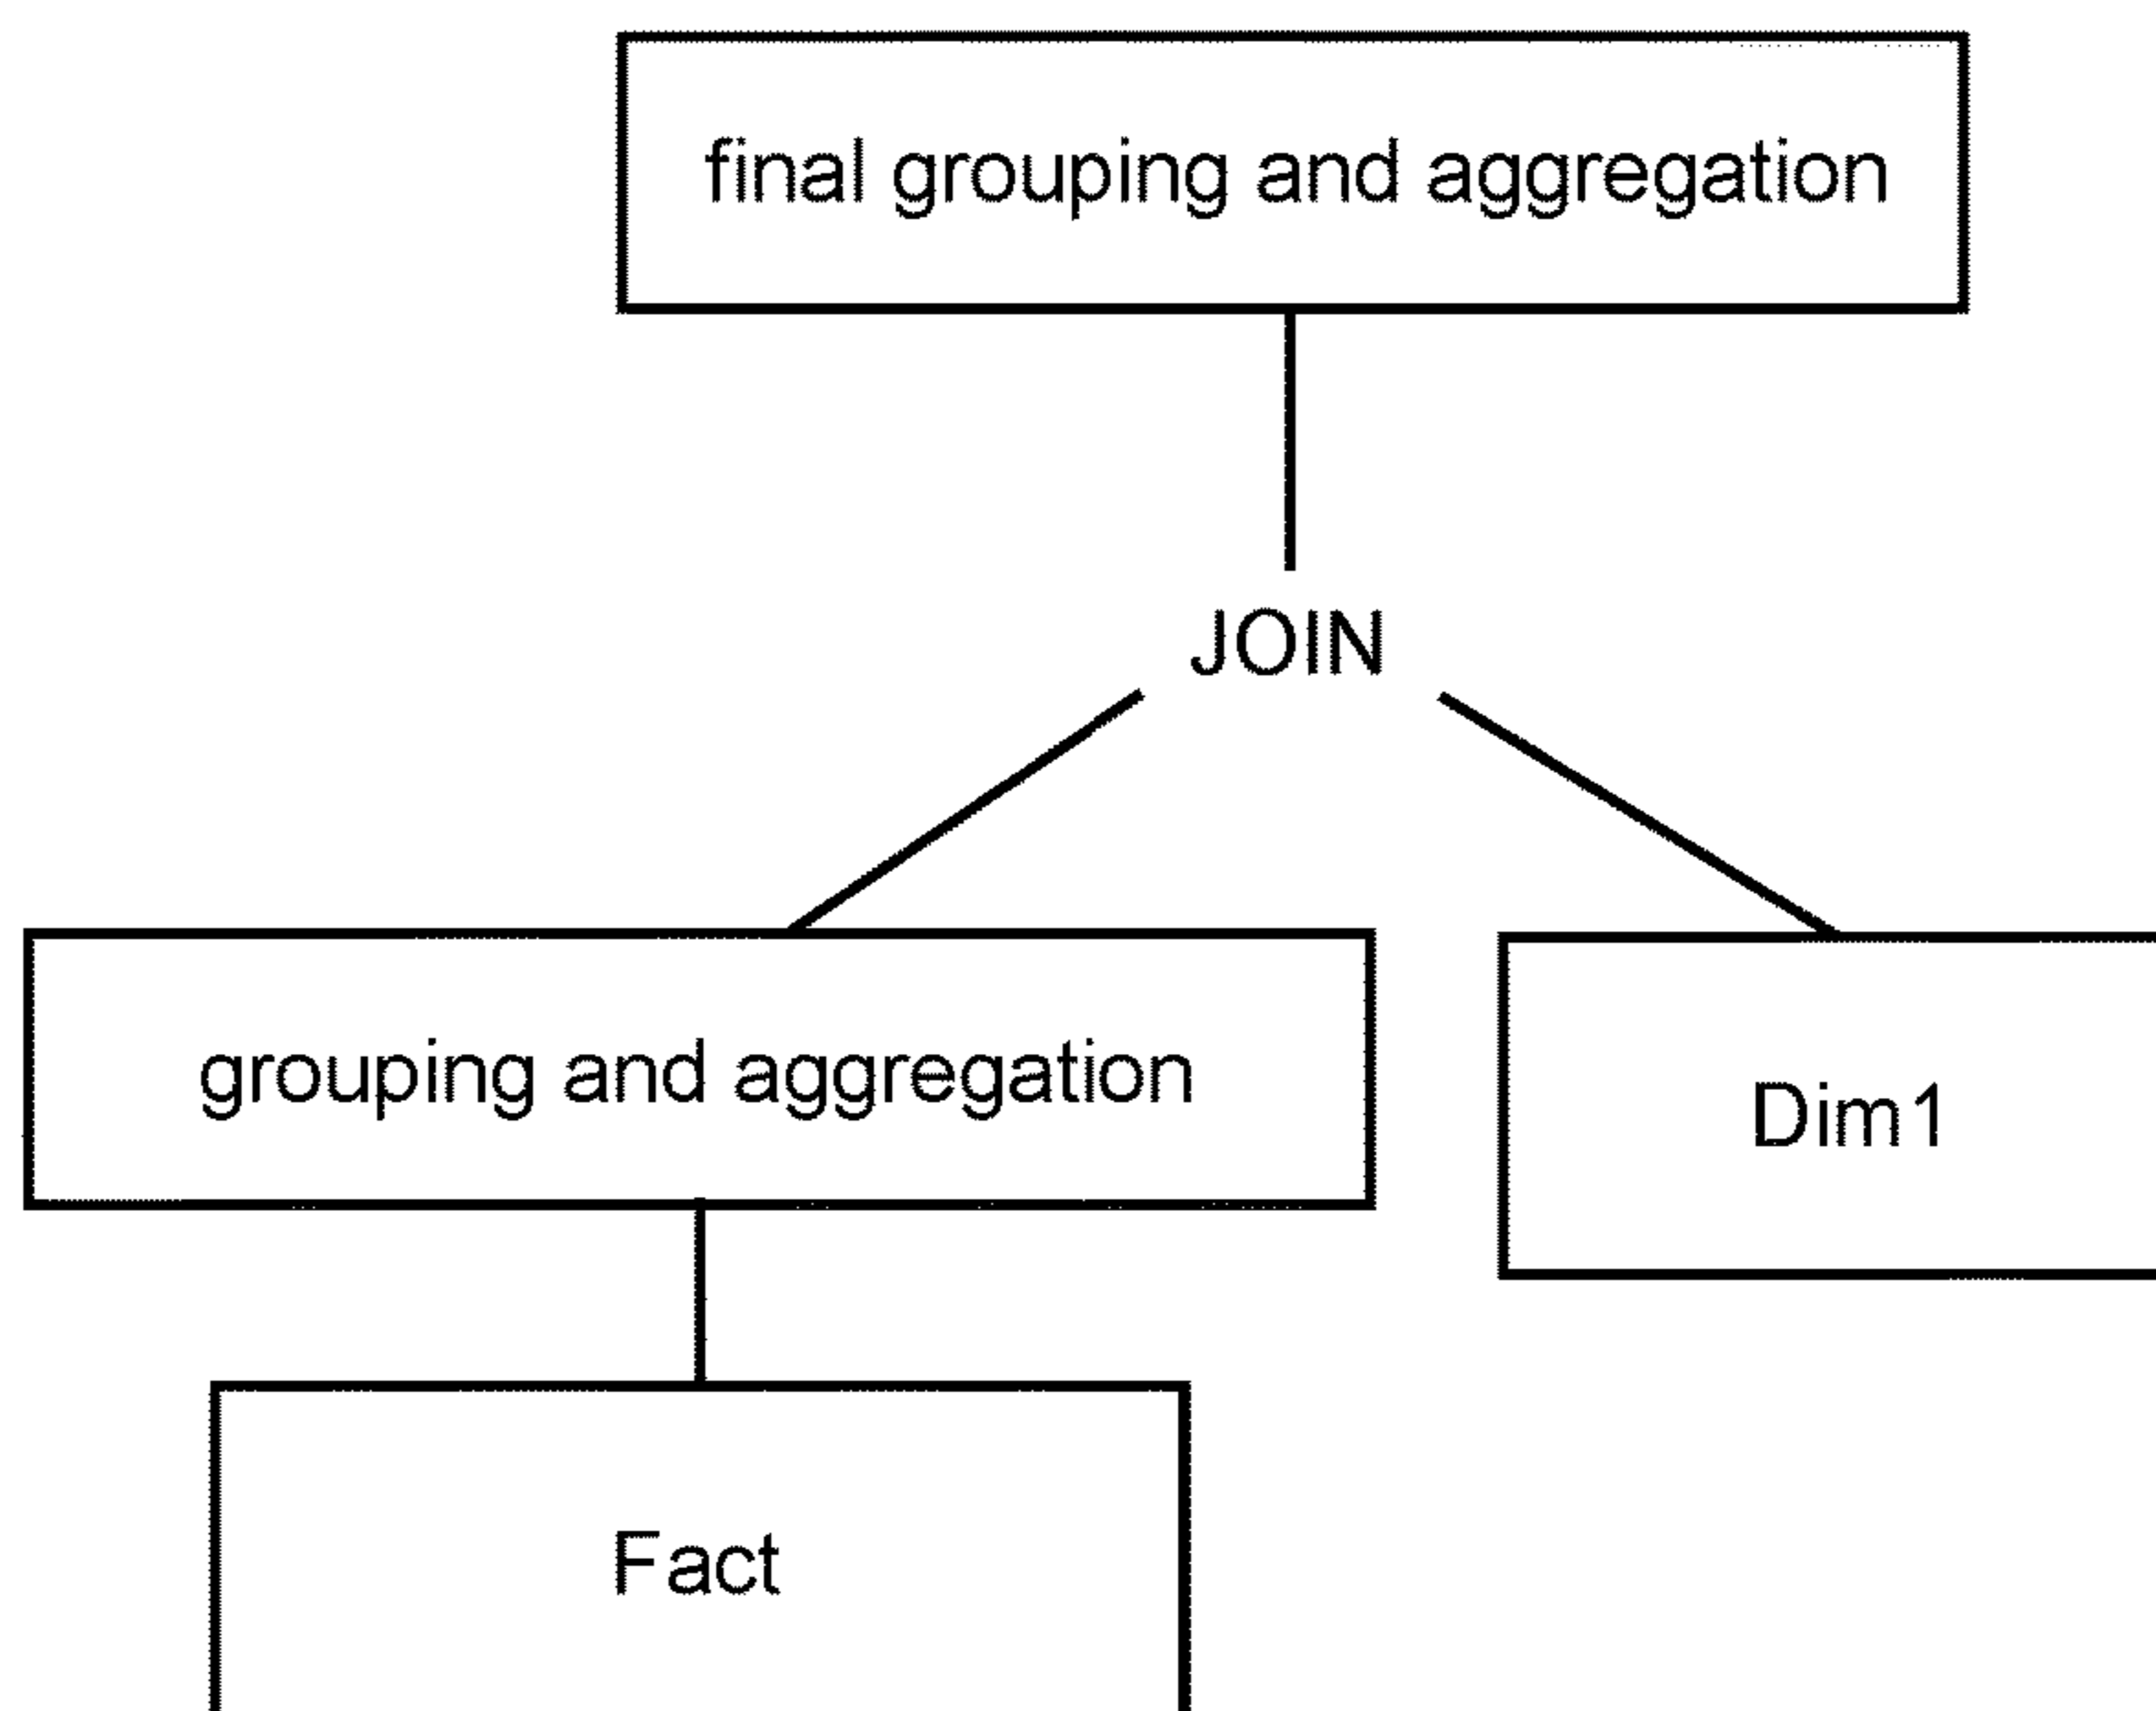 final grouping and aggregation
JOIN
grouping and aggregation
Dim1
Fact